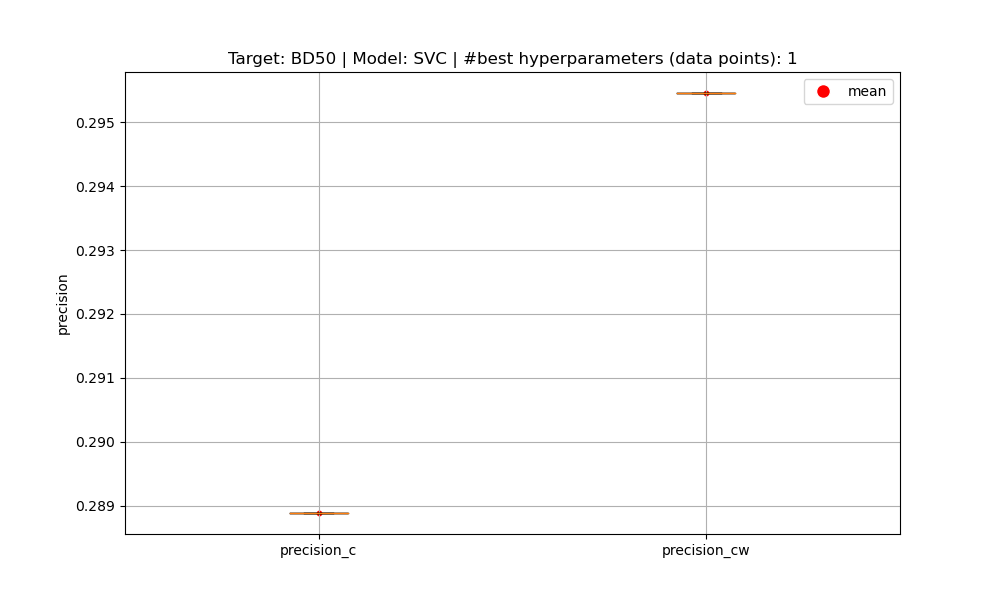 Target: BD50 | Model: SVC | #best hyperparameters (data points): 1
mean
0.295
0.294
0.293
0.292
0.291
0.290
0.289
precision
precision_c
precision_cw